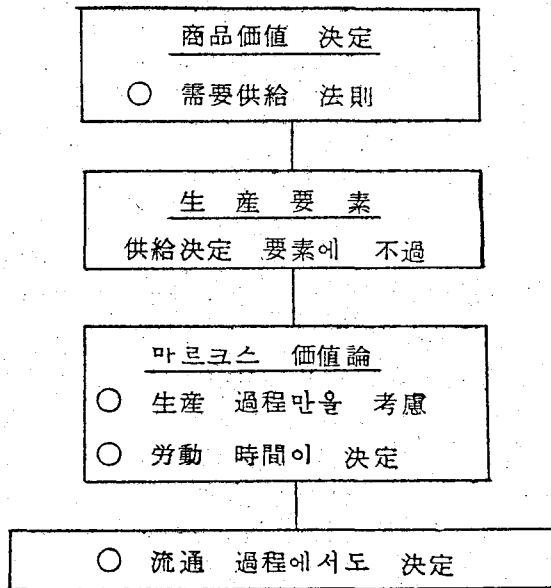 商品価値 決定
○ 需要供給 法則
生 産 要 素
供給決定 要素에 不過
마르크스 価値論
○ 生産 過程만을 考慮
○ 労動 時間이 決定
○ 流通 過程에서도 決定